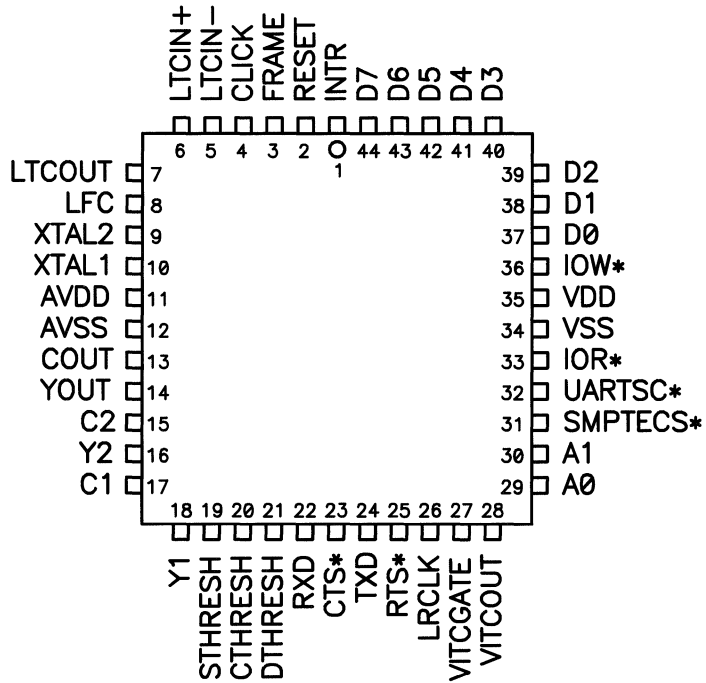 LTCIN+
LTCIN-
CLICK
FRAME
RESET
INTR
D7
D6
D5
D4
D3
6 5 4 3 2 1 44 43 42 41 40
LTCOUT 7
LFC 8
XTAL2 9
XTAL1 10
AVDD 11
AVSS 12
COUT 13
YOUT 14
C2 15
Y2 16
C1 17
39 D2
38 D1
37 D0
36 IOW*
35 VDD
34 VSS
33 IOR*
32 UARTSC*
31 SMPTECS*
30 A1
29 A0
18 19 20 21 22 23 24 25 26 27 28
Y1
STHRESH
CTHRESH
DTHRESH
RXD
CTS*
TXD
RTS*
LRCLK
VITCGATE
VITCOUT